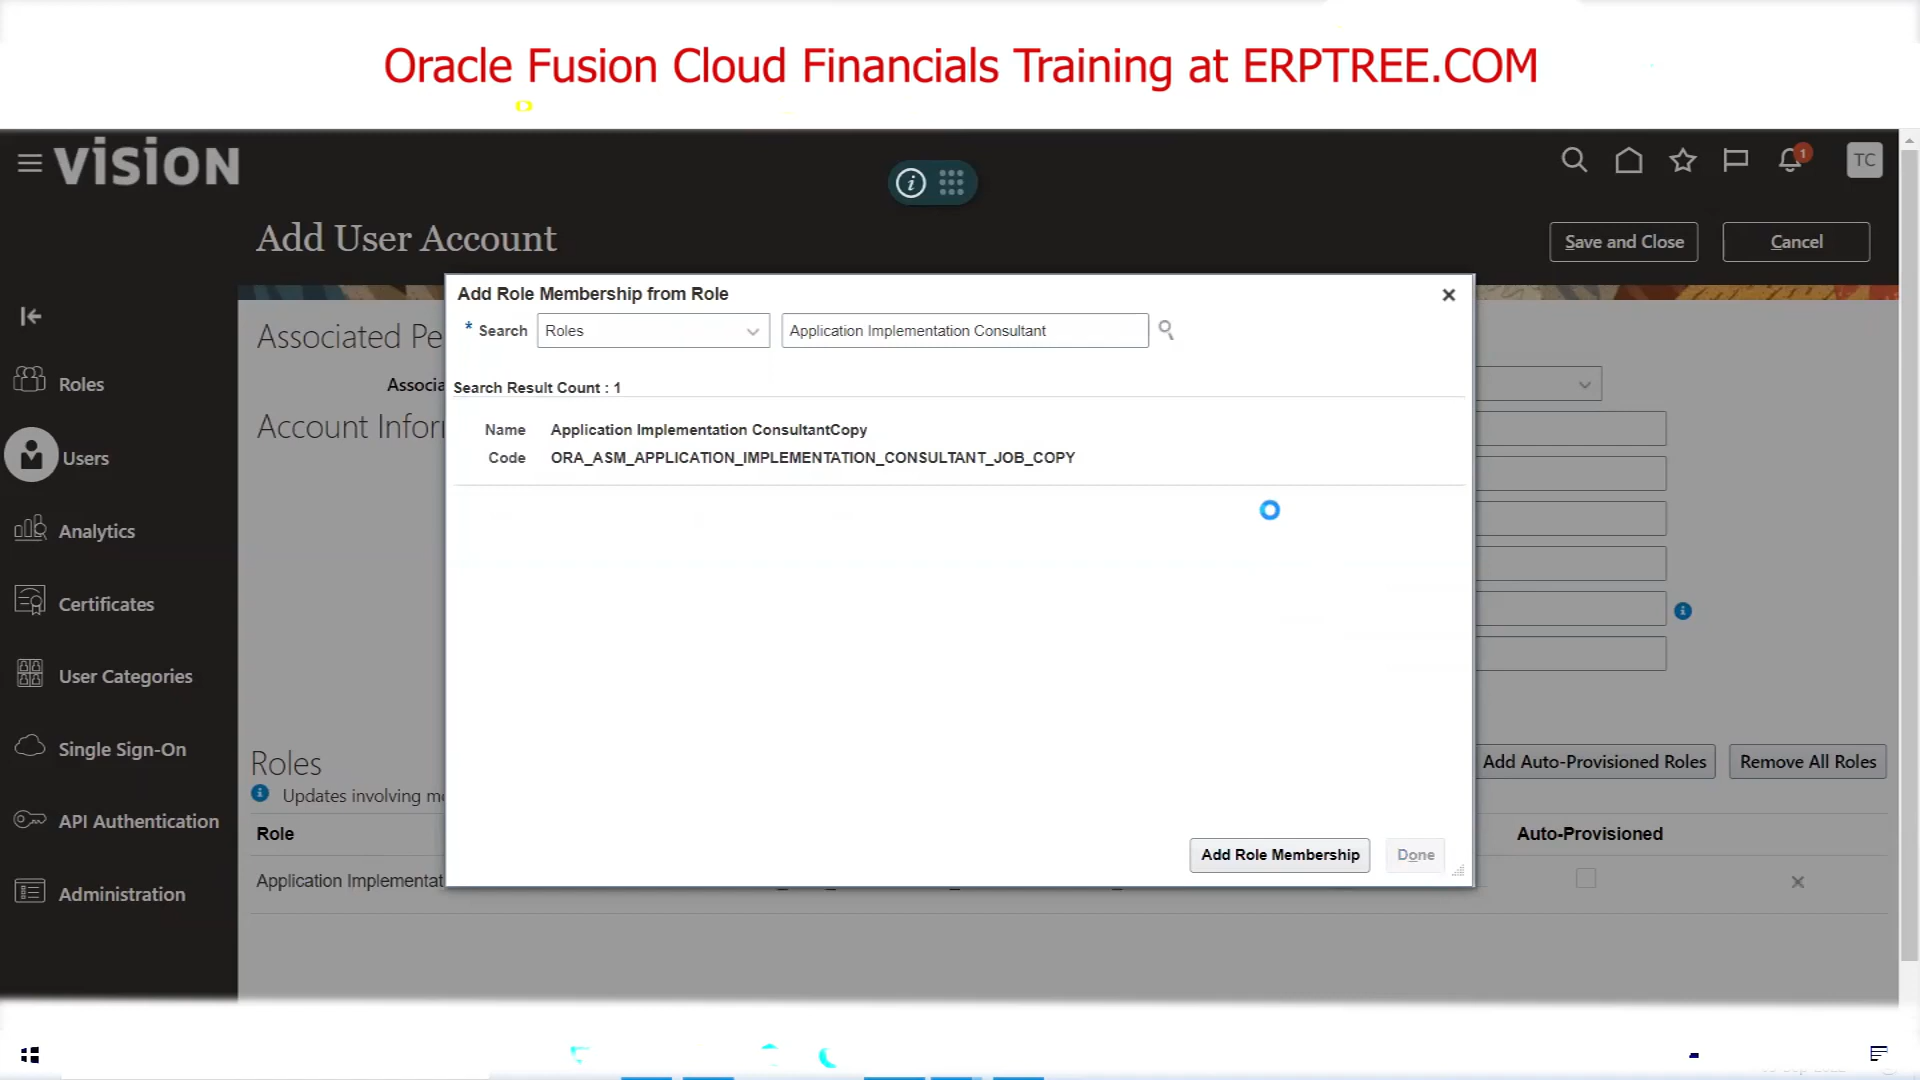 Oracle Fusion Cloud Financials Training at ERPTREE.COM
vision
1
TC
Add User Account
Save and Close
Cancel
Add Role Membership from Role
* Search
Roles
Application Implementation Consultant
Associated Pe
Associa
Search Result Count : 1
Account Infor
Name Application Implementation ConsultantCopy
Code ORA_ASM_APPLICATION_IMPLEMENTATION_CONSULTANT_JOB_COPY
Roles
Users
Analytics
Certificates
User Categories
Single Sign-On
API Authentication
Administration
Roles
Add Auto-Provisioned Roles
Remove All Roles
Updates involving m
Role
Auto-Provisioned
Add Role Membership
Done
Application Implementat